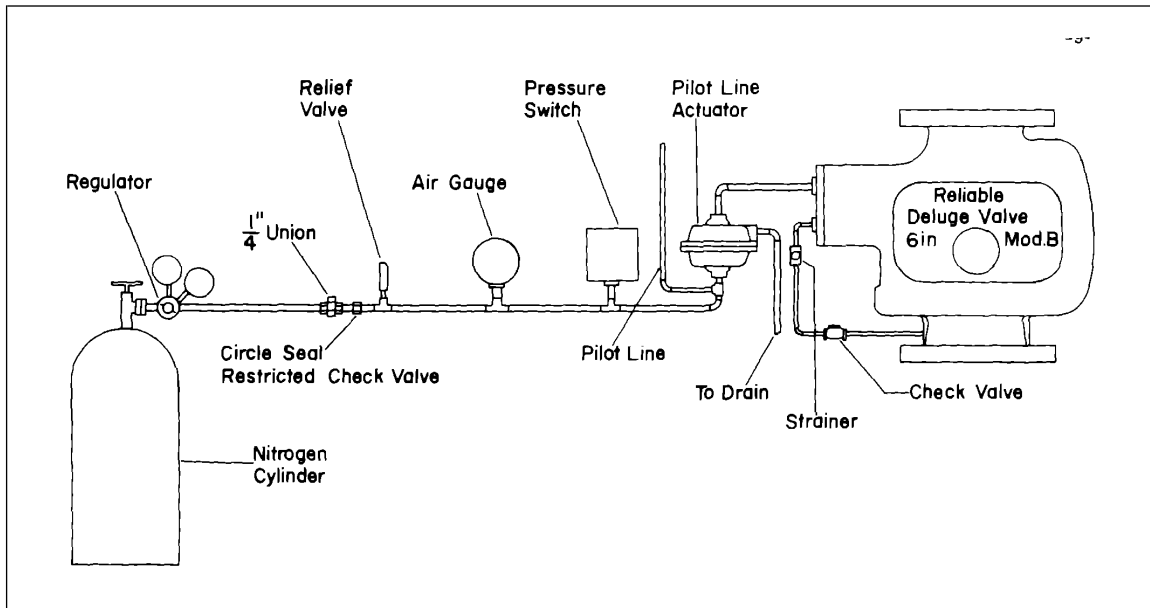 Relief
Valve
Pressure
Switch
Pilot Line
Actuator
Regulator
Air Gauge
1/4" Union
Reliable
Deluge Valve
6in Mod.B
Circle Seal
Restricted Check Valve
Pilot Line
To Drain
Check Valve
Strainer
Nitrogen
Cylinder